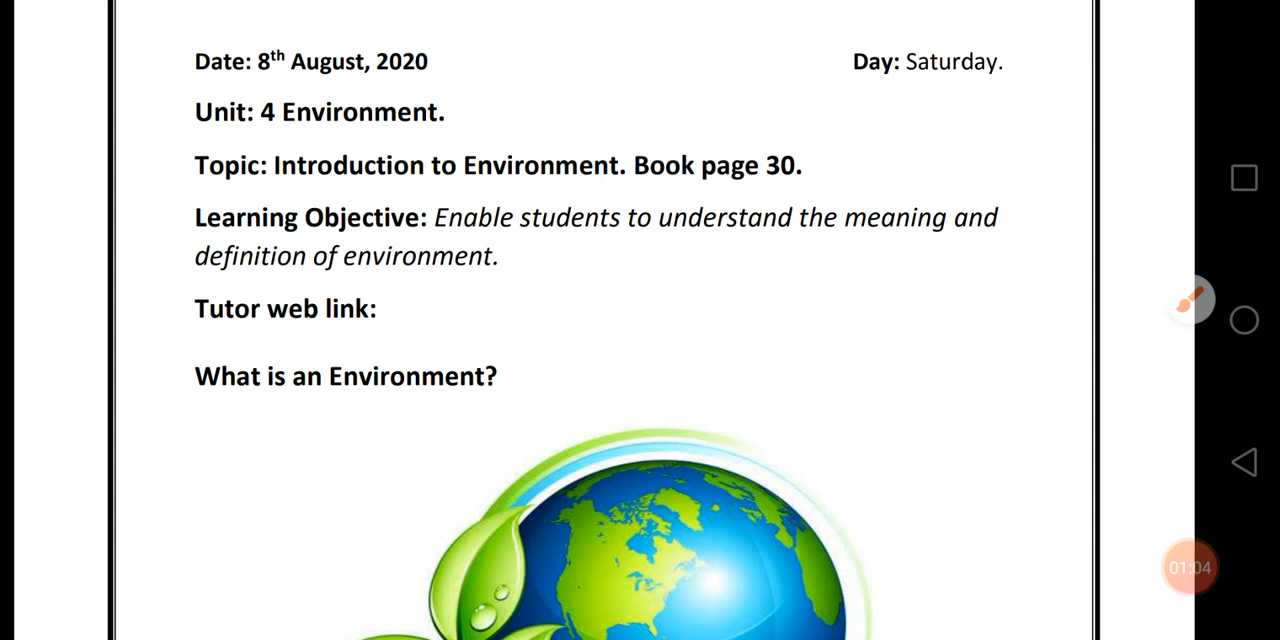 Date: 8th August, 2020 Day: Saturday.
Unit: 4 Environment.
Topic: Introduction to Environment. Book page 30.
Learning Objective: Enable students to understand the meaning and
definition of environment.
Tutor web link:
What is an Environment?
01:04